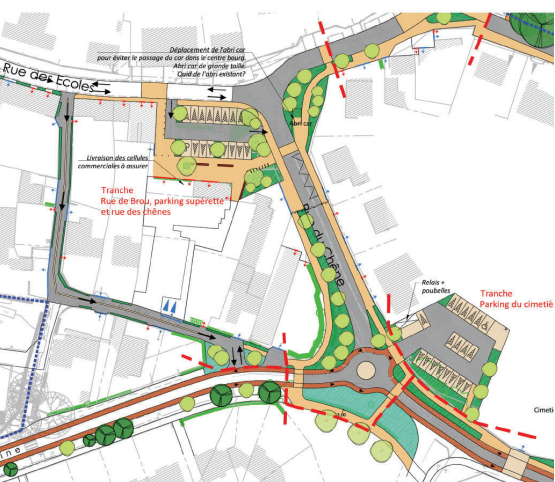 Déplacement de l'abri car
pour éviter le passage du car dans le centre bourg.
Abri car de grande taille.
Quid de l'abri existant?
Rue des Ecoles
Abri car
Livraison des cellules
commerciales à assurer
Tranche
Rue de Brou, parking supérette
et rue des chênes
du Chêne
Relais +
poubelles
Tranche
Parking du cimetiè
Cimeti
ine